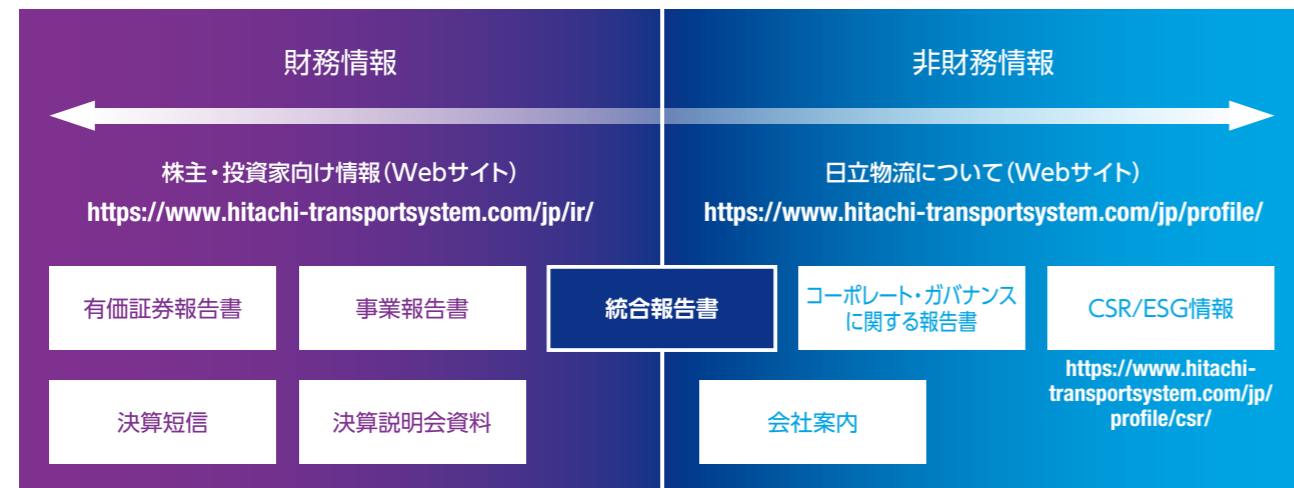 財務情報
非財務情報
株主・投資家向け情報(Webサイト)
https://www.hitachi-transportsystem.com/jp/ir/
日立物流について(Webサイト)
https://www.hitachi-transportsystem.com/jp/profile/
有価証券報告書
事業報告書
統合報告書
コーポレート・ガバナンス
に関する報告書
CSR/ESG情報
https://www.hitachi-
transportsystem.com/jp/
profile/csr/
決算短信
決算説明会資料
会社案内